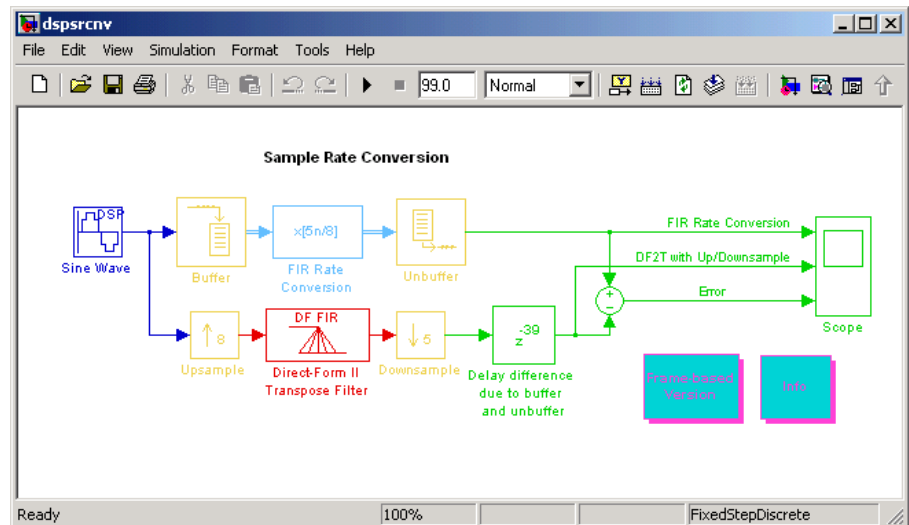 dspsrcnv
File Edit View Simulation Format Tools Help
99.0 Normal
Sample Rate Conversion
DSP
Sine Wave
Buffer
x[5n/8]
FIR Rate
Conversion
Unbuffer
FIR Rate Conversion
DF2T with Up/Downsample
Error
Scope
8
Upsample
DF FIR
Direct-Form II
Transpose Filter
5
Downsample
-39
z
Delay difference
due to buffer
and unbuffer
+
−
Frame-based
Version
Info
Ready 100% FixedStepDiscrete